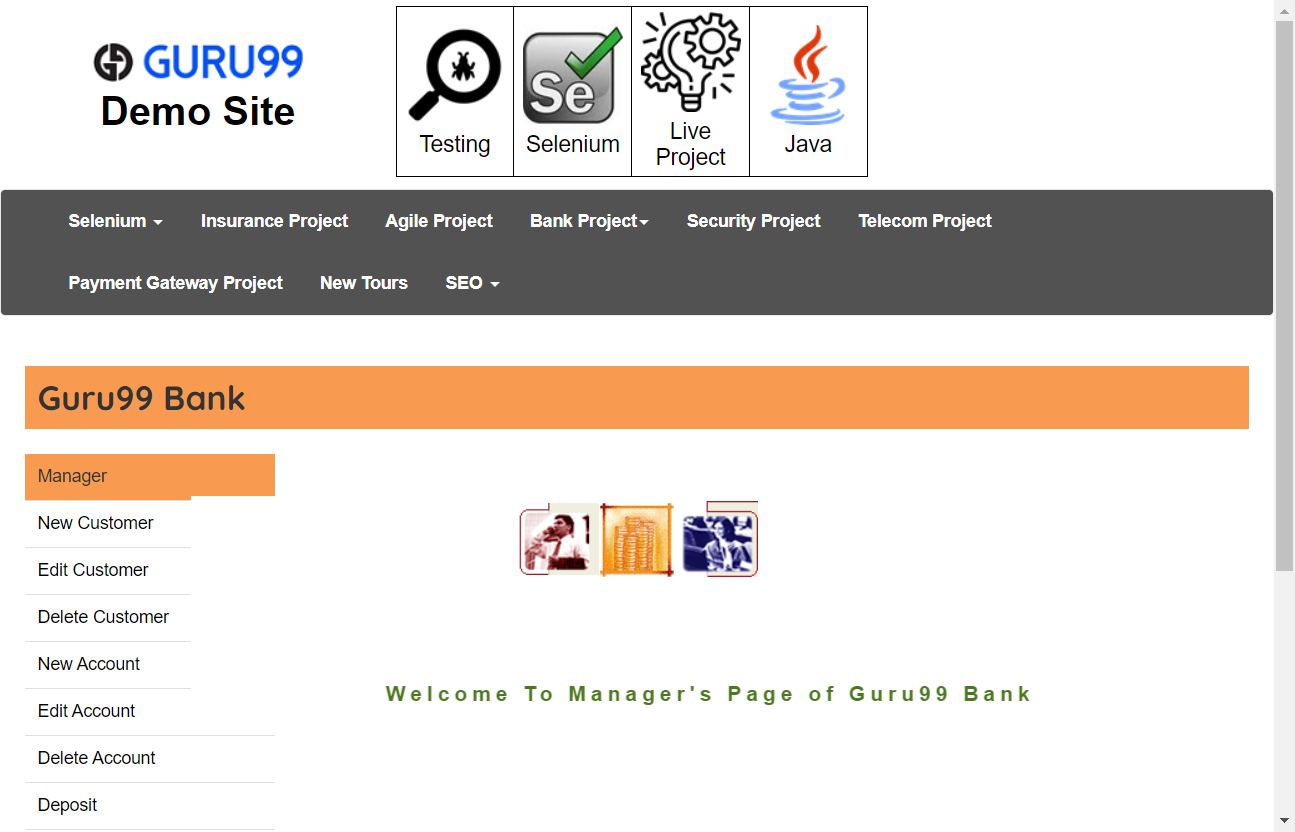 GURU99
Demo Site
Testing
Se
Selenium
Live
Project
Java
Selenium
Insurance Project
Agile Project
Bank Project
Security Project
Telecom Project
Payment Gateway Project
New Tours
SEO
Guru99 Bank
Manager
New Customer
Edit Customer
Delete Customer
New Account
Edit Account
Delete Account
Deposit
Welcome To Manager's Page of Guru99 Bank